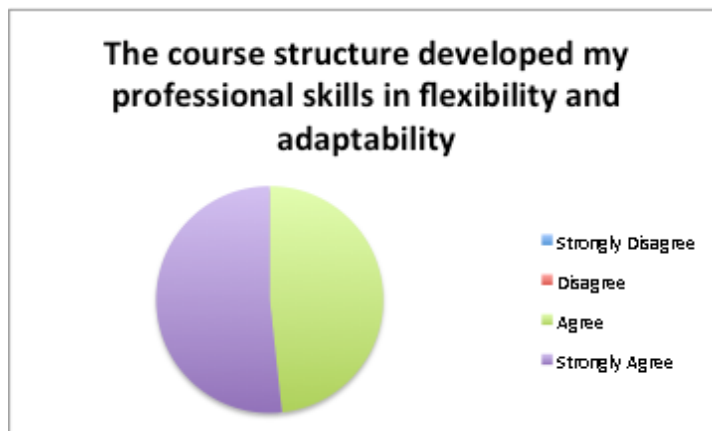 The course structure developed my
professional skills in flexibility and
adaptability
Strongly Disagree
Disagree
Agree
Strongly Agree